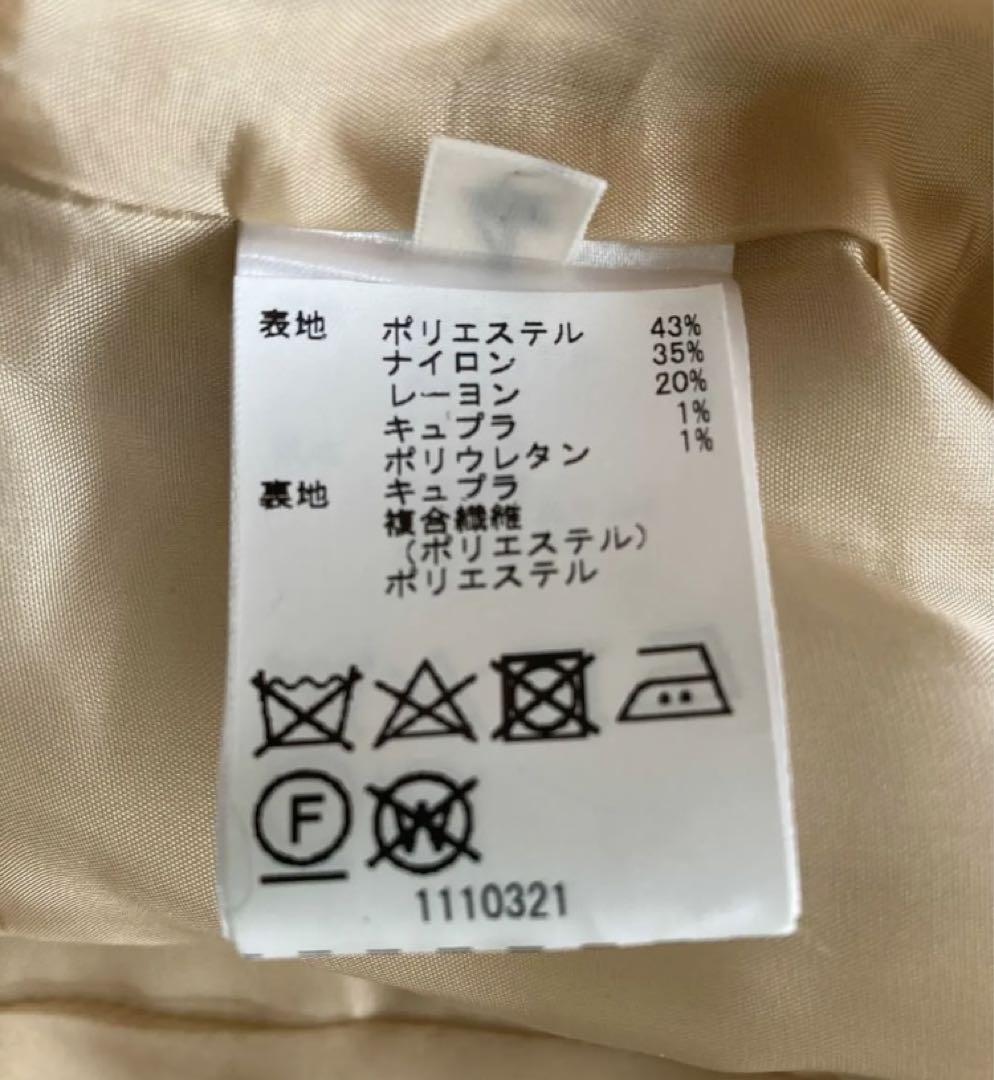 表地 ポリエステル 43%
ナイロン 35%
レーヨン 20%
キュプラ 1%
ポリウレタン 1%
裏地 キュプラ
複合繊維
(ポリエステル)
ポリエステル
F W
1110321